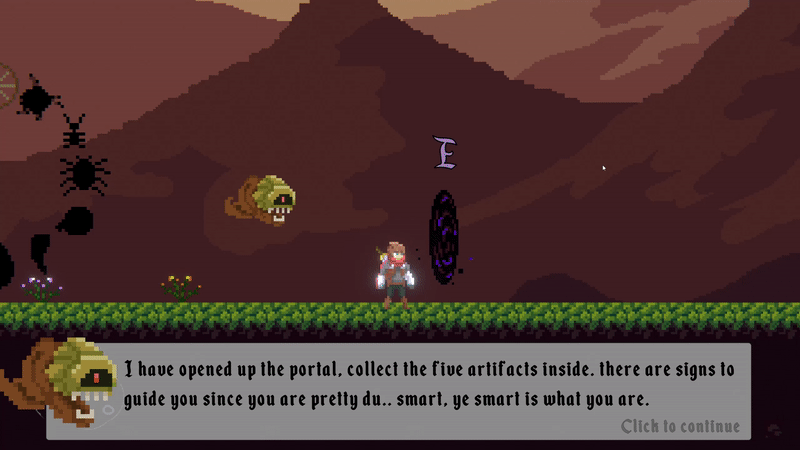 E
I have opened up the portal, collect the five artifacts inside. there are signs to
guide you since you are pretty du.. smart, ye smart is what you are.
Click to continue